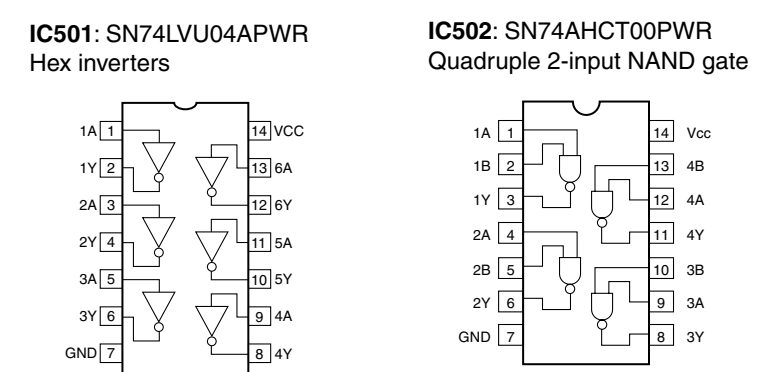 IC501: SN74LVU04APWR
Hex inverters
1A 1 14 VCC
1Y 2 13 6A
2A 3 12 6Y
2Y 4 11 5A
3A 5 10 5Y
3Y 6 9 4A
GND 7 8 4Y
IC502: SN74AHCT00PWR
Quadruple 2-input NAND gate
1A 1 14 Vcc
1B 2 13 4B
1Y 3 12 4A
2A 4 11 4Y
2B 5 10 3B
2Y 6 9 3A
GND 7 8 3Y